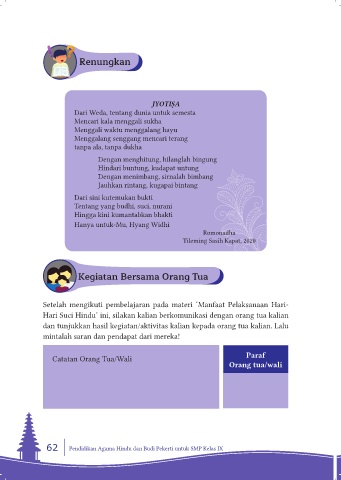 Renungkan
JYOTIṢA
Dari Weda, tentang dunia untuk semesta
Mencari kala menggali sukha
Menggali waktu menggalang hayu
Menggalang senggang mencari terang
tanpa ala, tanpa dukha
Dengan menghitung, hilanglah bingung
Hindari buntung, kudapat untung
Dengan menimbang, sirnalah bimbang
Jauhkan rintang, kugapai bintang
Dari sini kutemukan bukti
Tentang yang budhi, suci, nurani
Hingga kini kumantabkan bhakti
Hanya untuk-Mu, Hyang Widhi
Romonadha
Tileming Sasih Kapat, 2020
Kegiatan Bersama Orang Tua
Setelah mengikuti pembelajaran pada materi "Manfaat Pelaksanaan Hari-
Hari Suci Hindu" ini, silakan kalian berkomunikasi dengan orang tua kalian
dan tunjukkan hasil kegiatan/aktivitas kalian kepada orang tua kalian. Lalu
mintalah saran dan pendapat dari mereka!
Catatan Orang Tua/Wali
Paraf
Orang tua/wali
62 Pendidikan Agama Hindu dan Budi Pekerti untuk SMP Kelas IX